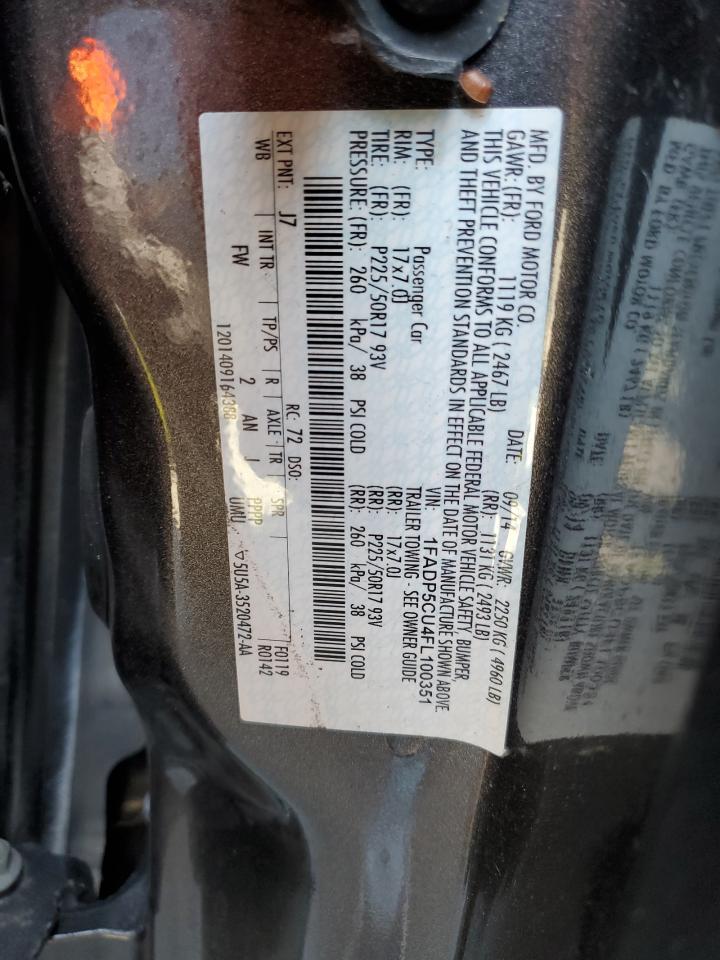 MFD. BY FORD MOTOR CO.
DATE: 09/14 GVWR: 2250 KG ( 4960 LB)
GAWR: (FR): 1119 KG ( 2467 LB) (RR): 1131 KG ( 2493 LB)
THIS VEHICLE CONFORMS TO ALL APPLICABLE FEDERAL MOTOR VEHICLE SAFETY, BUMPER,
AND THEFT PREVENTION STANDARDS IN EFFECT ON THE DATE OF MANUFACTURE SHOWN ABOVE.
VIN: 1FADP5CU4FL100351
TYPE: Passenger Car TRAILER TOWING - SEE OWNER GUIDE
RIM: (FR): 17x7.0J (RR): 17x7.0J
TIRE: (FR): P225/50R17 93V (RR): P225/50R17 93V
PRESSURE: (FR): 260 kPa/ 38 PSI COLD (RR): 260 kPa/ 38 PSI COLD
F0119
EXT PNT: J7 RC: 72 DSO: R0142
WB INT TR TP/PS R AXLE TR SPR
FW 2 AN I PPPP UMU
5U5A-3520472-AA